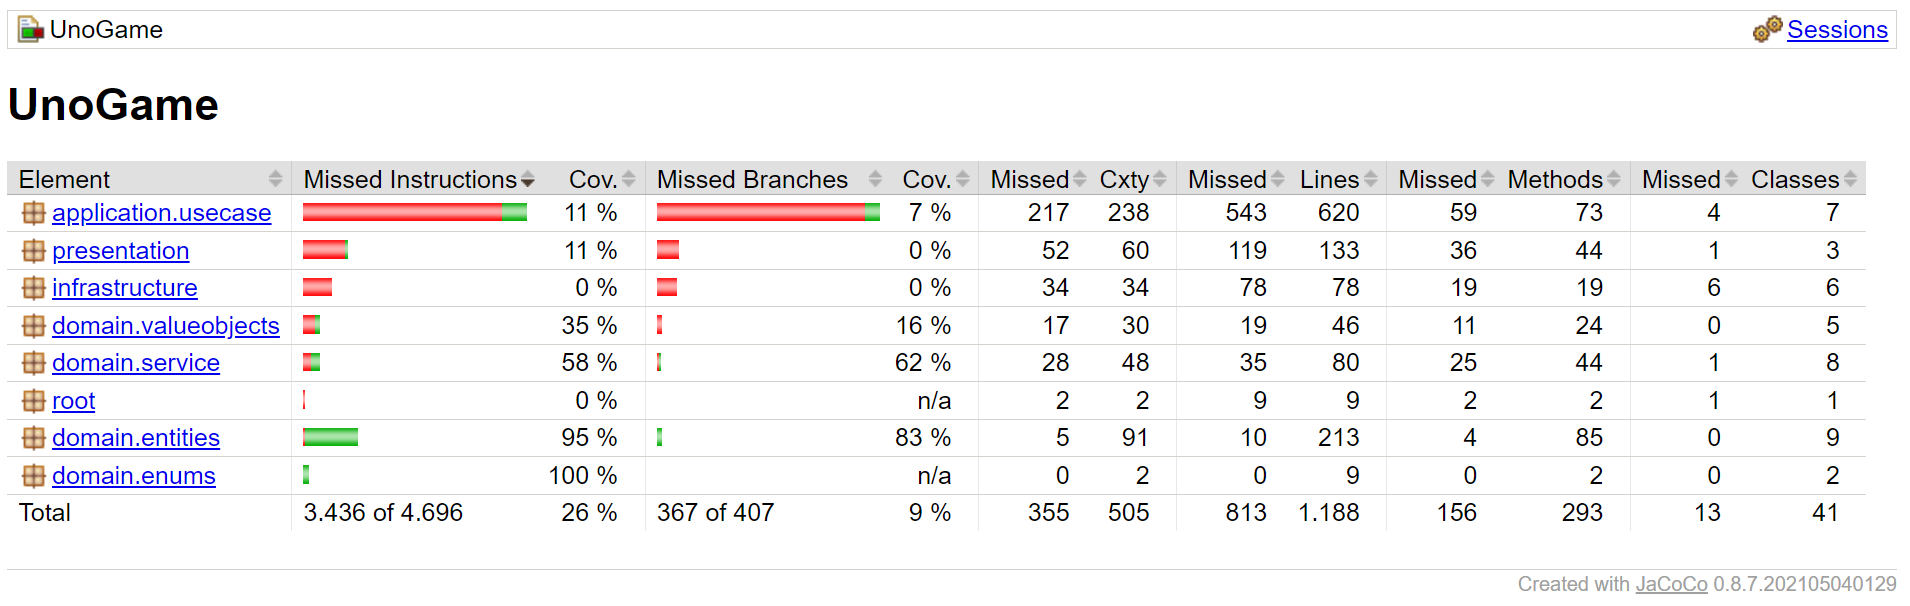 UnoGame Sessions
UnoGame
Element Missed Instructions Cov. Missed Branches Cov. Missed Cxty Missed Lines Missed Methods Missed Classes
application.usecase 11 % 7 % 217 238 543 620 59 73 4 7
presentation 11 % 0 % 52 60 119 133 36 44 1 3
infrastructure 0 % 0 % 34 34 78 78 19 19 6 6
domain.valueobjects 35 % 16 % 17 30 19 46 11 24 0 5
domain.service 58 % 62 % 28 48 35 80 25 44 1 8
root 0 % n/a 2 2 9 9 2 2 1 1
domain.entities 95 % 83 % 5 91 10 213 4 85 0 9
domain.enums 100 % n/a 0 2 0 9 0 2 0 2
Total 3.436 of 4.696 26 % 367 of 407 9 % 355 505 813 1.188 156 293 13 41
Created with JaCoCo 0.8.7.202105040129